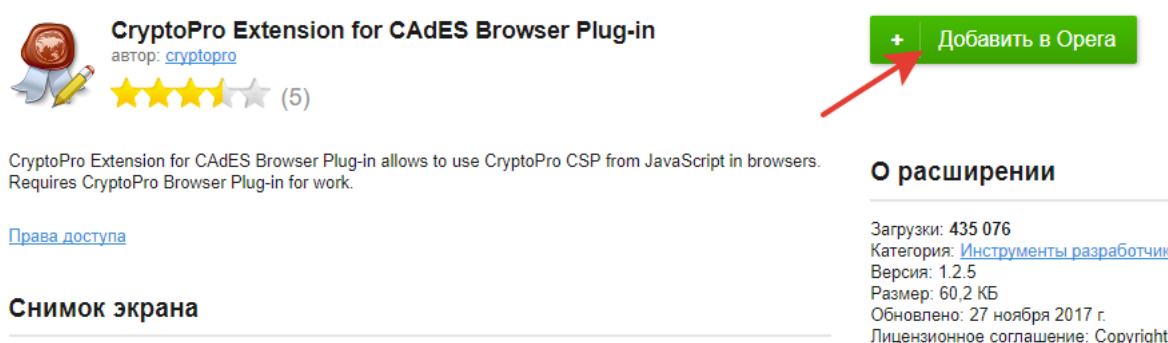 CryptoPro Extension for CAdES Browser Plug-in
автор: cryptopro
(5)
CryptoPro Extension for CAdES Browser Plug-in allows to use CryptoPro CSP from JavaScript in browsers.
Requires CryptoPro Browser Plug-in for work.
Права доступа
Снимок экрана
+ Добавить в Opera
О расширении
Загрузки: 435 076
Категория: Инструменты разработчик
Версия: 1.2.5
Размер: 60,2 КБ
Обновлено: 27 ноября 2017 г.
Лицензионное соглашение: Copyright